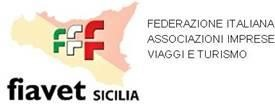 FEDERAZIONE ITALIANA
ASSOCIAZIONI IMPRESE
VIAGGI E TURISMO
fiavet SICILIA